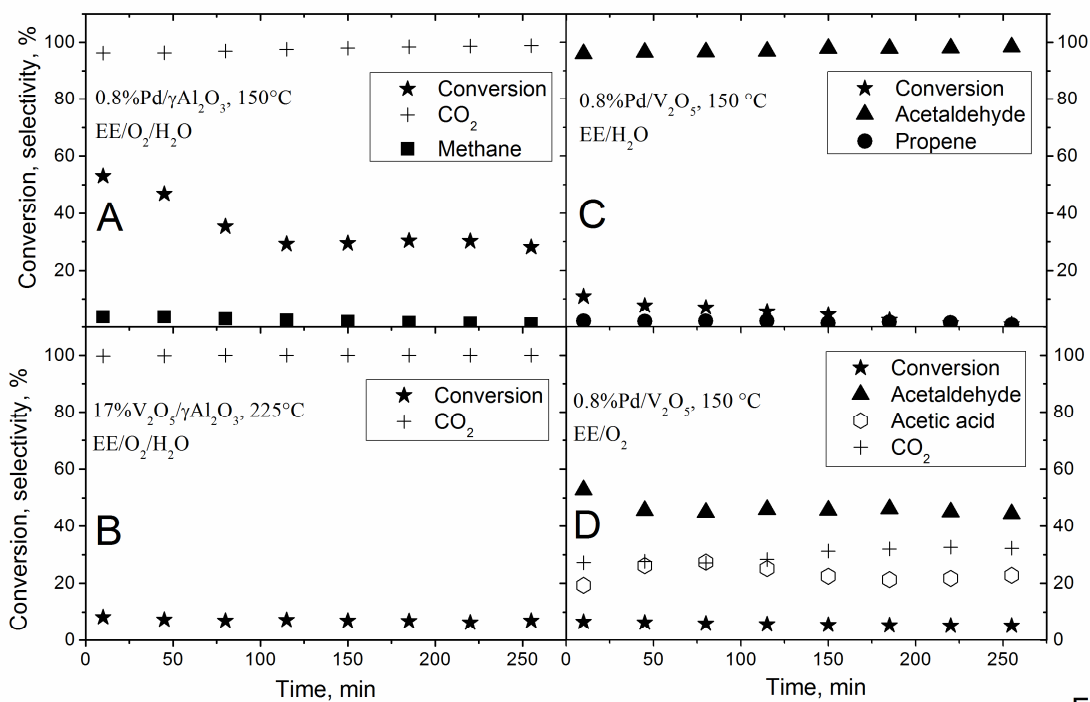 Conversion, selectivity, %
100
80
60
40
20
0.8%Pd/γAl₂O₃, 150°C
EE/O₂/H₂O
Conversion
CO₂
Methane
A
0.8%Pd/V₂O₅, 150 °C
EE/H₂O
Conversion
Acetaldehyde
Propene
C
100
80
60
40
20
Conversion, selectivity, %
100
80
60
40
20
0
17%V₂O₅/γAl₂O₃, 225°C
EE/O₂/H₂O
Conversion
CO₂
B
0 50 100 150 200 250
Time, min
0.8%Pd/V₂O₅, 150 °C
EE/O₂
Conversion
Acetaldehyde
Acetic acid
CO₂
D
100
80
60
40
20
0
0 50 100 150 200 250
Time, min